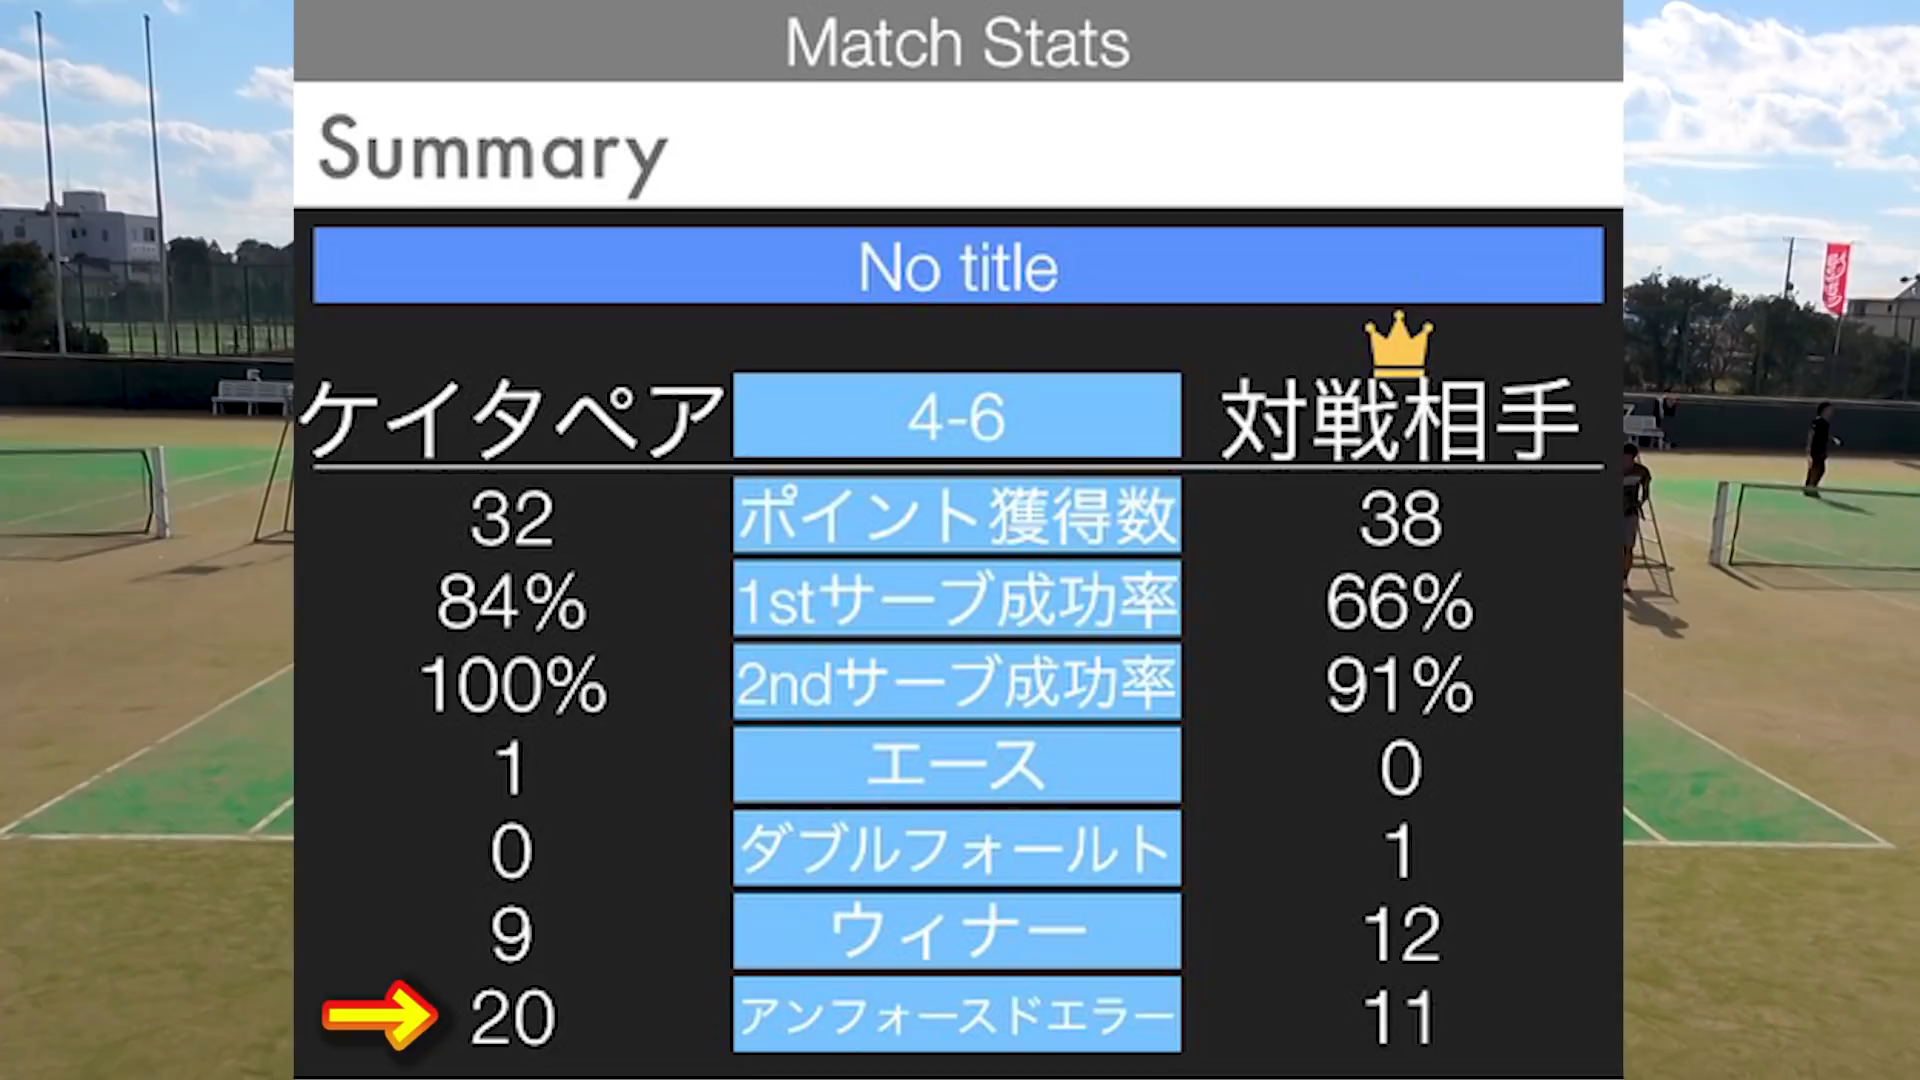 Match Stats
Summary
No title
ケイタペア 4-6 対戦相手
32 ポイント獲得数 38
84% 1stサーブ成功率 66%
100% 2ndサーブ成功率 91%
1 エース 0
0 ダブルフォールト 1
9 ウィナー 12
20 アンフォースドエラー 11